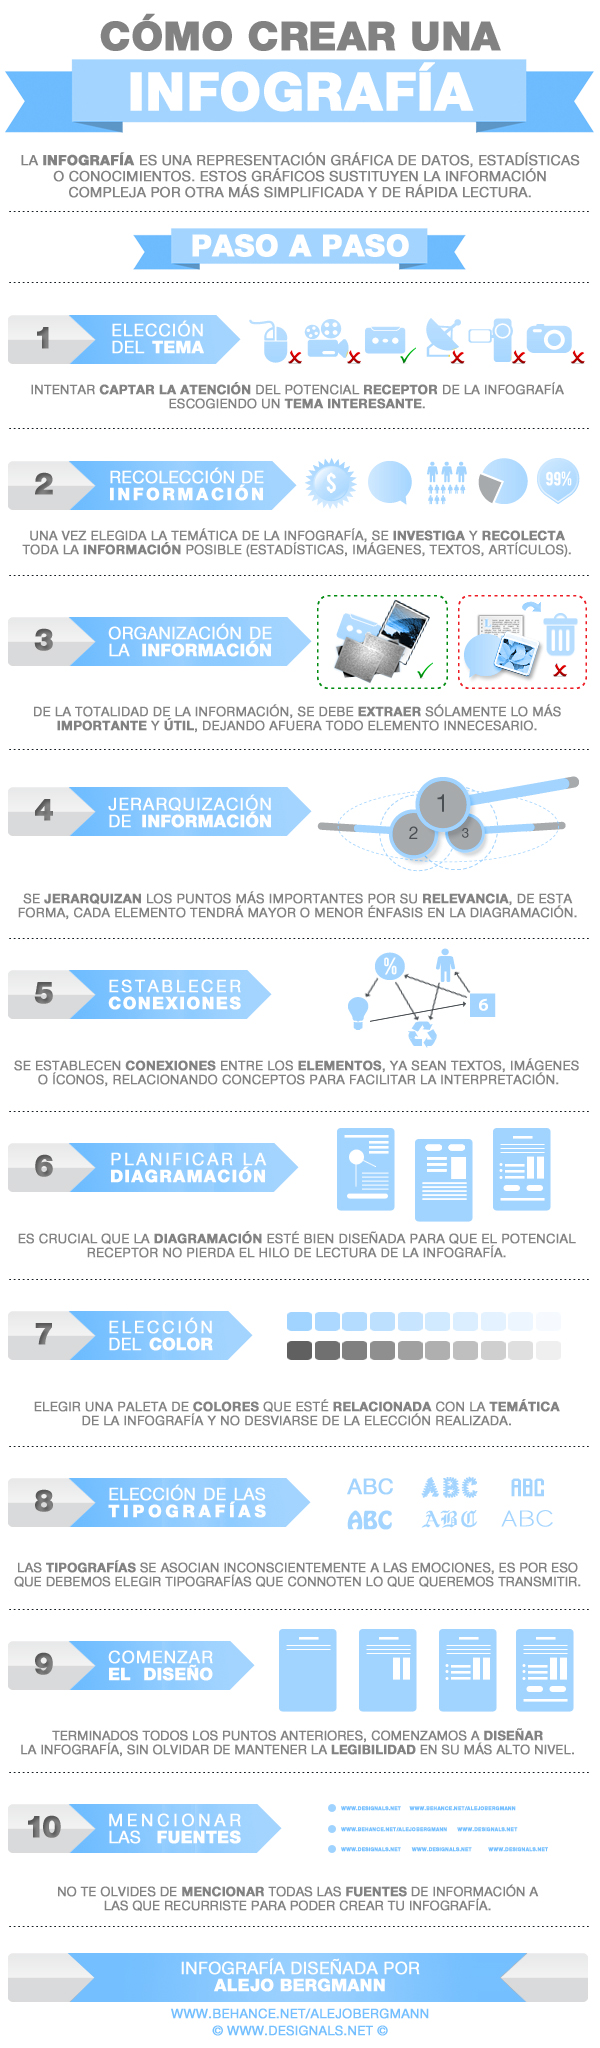 CÓMO CREAR UNA
INFOGRAFÍA
LA INFOGRAFÍA ES UNA REPRESENTACIÓN GRÁFICA DE DATOS, ESTADÍSTICAS
O CONOCIMIENTOS. ESTOS GRÁFICOS SUSTITUYEN LA INFORMACIÓN
COMPLEJA POR OTRA MÁS SIMPLIFICADA Y DE RÁPIDA LECTURA.
PASO A PASO
1
ELECCIÓN
DEL TEMA
INTENTAR CAPTAR LA ATENCIÓN DEL POTENCIAL RECEPTOR DE LA INFOGRAFÍA
ESCOGIENDO UN TEMA INTERESANTE.
2
RECOLECCIÓN DE
INFORMACIÓN
$
99%
UNA VEZ ELEGIDA LA TEMÁTICA DE LA INFOGRAFÍA, SE INVESTIGA Y RECOLECTA
TODA LA INFORMACIÓN POSIBLE (ESTADÍSTICAS, IMÁGENES, TEXTOS, ARTÍCULOS).
3
ORGANIZACIÓN DE
LA INFORMACIÓN
DE LA TOTALIDAD DE LA INFORMACIÓN, SE DEBE EXTRAER SÓLAMENTE LO MÁS
IMPORTANTE Y ÚTIL, DEJANDO AFUERA TODO ELEMENTO INNECESARIO.
4
JERARQUIZACIÓN
DE INFORMACIÓN
1
2
3
SE JERARQUIZAN LOS PUNTOS MÁS IMPORTANTES POR SU RELEVANCIA, DE ESTA
FORMA, CADA ELEMENTO TENDRÁ MAYOR O MENOR ÉNFASIS EN LA DIAGRAMACIÓN.
5
ESTABLECER
CONEXIONES
%
6
SE ESTABLECEN CONEXIONES ENTRE LOS ELEMENTOS, YA SEAN TEXTOS, IMÁGENES
O ÍCONOS, RELACIONANDO CONCEPTOS PARA FACILITAR LA INTERPRETACIÓN.
6
PLANIFICAR LA
DIAGRAMACIÓN
ES CRUCIAL QUE LA DIAGRAMACIÓN ESTÉ BIEN DISEÑADA PARA QUE EL POTENCIAL
RECEPTOR NO PIERDA EL HILO DE LECTURA DE LA INFOGRAFÍA.
7
ELECCIÓN
DEL COLOR
ELEGIR UNA PALETA DE COLORES QUE ESTÉ RELACIONADA CON LA TEMÁTICA
DE LA INFOGRAFÍA Y NO DESVIARSE DE LA ELECCIÓN REALIZADA.
8
ELECCIÓN DE LAS
TIPOGRAFÍAS
ABC ABC ABC
ABC ABC ABC
LAS TIPOGRAFÍAS SE ASOCIAN INCONSCIENTEMENTE A LAS EMOCIONES, ES POR ESO
QUE DEBEMOS ELEGIR TIPOGRAFÍAS QUE CONNOTEN LO QUE QUEREMOS TRANSMITIR.
9
COMENZAR
EL DISEÑO
TERMINADOS TODOS LOS PUNTOS ANTERIORES, COMENZAMOS A DISEÑAR
LA INFOGRAFÍA, SIN OLVIDAR DE MANTENER LA LEGIBILIDAD EN SU MÁS ALTO NIVEL.
10
MENCIONAR
LAS FUENTES
WWW.DESIGNALS.NET WWW.BEHANCE.NET/ALEJOBERGMANN
WWW.BEHANCE.NET/ALEJOBERGMANN WWW.DESIGNALS.NET
WWW.DESIGNALS.NET WWW.DESIGNALS.NET WWW.DESIGNALS.NET
NO TE OLVIDES DE MENCIONAR TODAS LAS FUENTES DE INFORMACIÓN A
LAS QUE RECURRISTE PARA PODER CREAR TU INFOGRAFÍA.
INFOGRAFÍA DISEÑADA POR
ALEJO BERGMANN
WWW.BEHANCE.NET/ALEJOBERGMANN
© WWW.DESIGNALS.NET ©